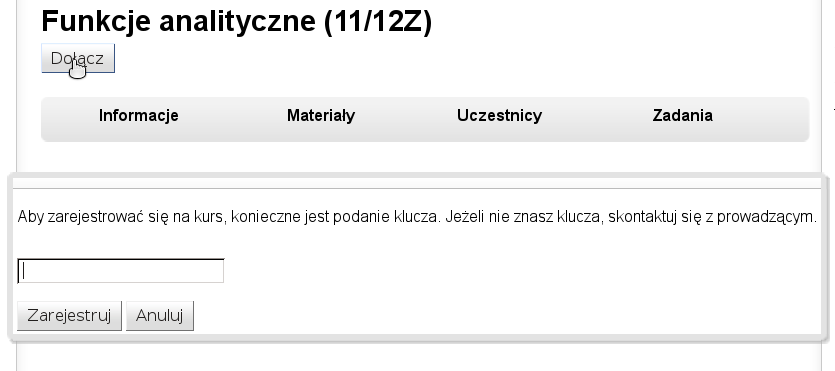 Funkcje analityczne (11/12Z)
Dołącz
Informacje Materiały Uczestnicy Zadania
Aby zarejestrować się na kurs, konieczne jest podanie klucza. Jeżeli nie znasz klucza, skontaktuj się z prowadzącym.
Zarejestruj Anuluj